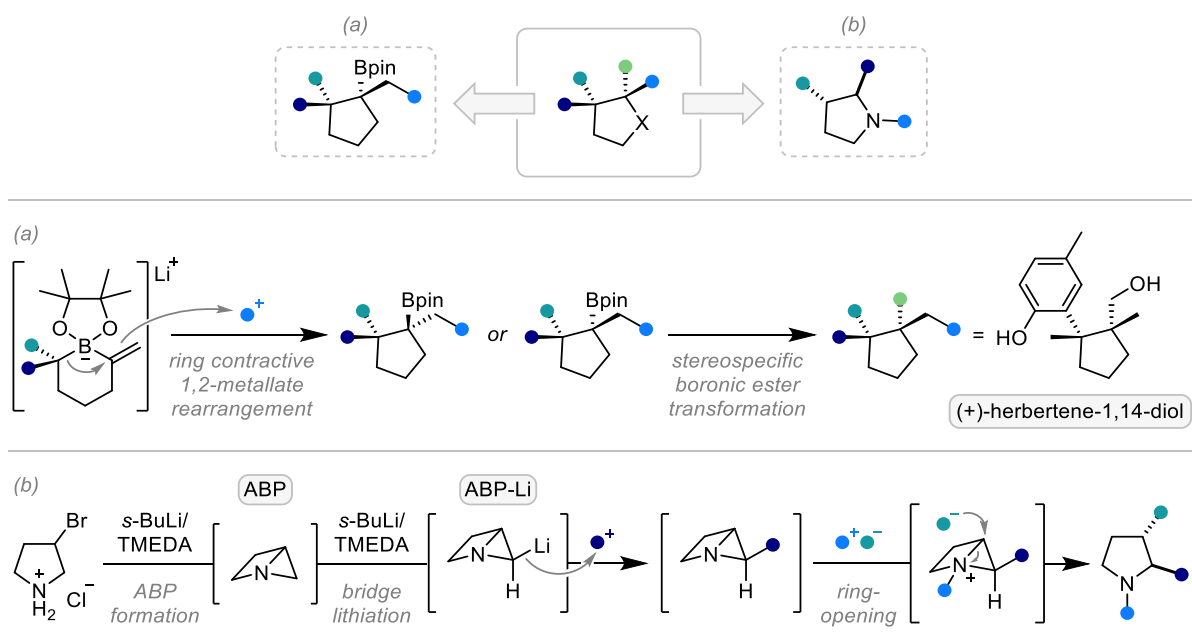 (a)
(b)
Bpin
X
N
(a)
Li+
O
O
B
−
+
ring contractive
1,2-metallate
rearrangement
Bpin
or
Bpin
stereospecific
boronic ester
transformation
=
HO
OH
(+)-herbertene-1,14-diol
(b)
Br
N
+
H2
Cl−
s-BuLi/
TMEDA
ABP
formation
ABP
N
s-BuLi/
TMEDA
bridge
lithiation
ABP-Li
N
Li
H
+
N
H
+ −
ring-
opening
−
N
+
H
N